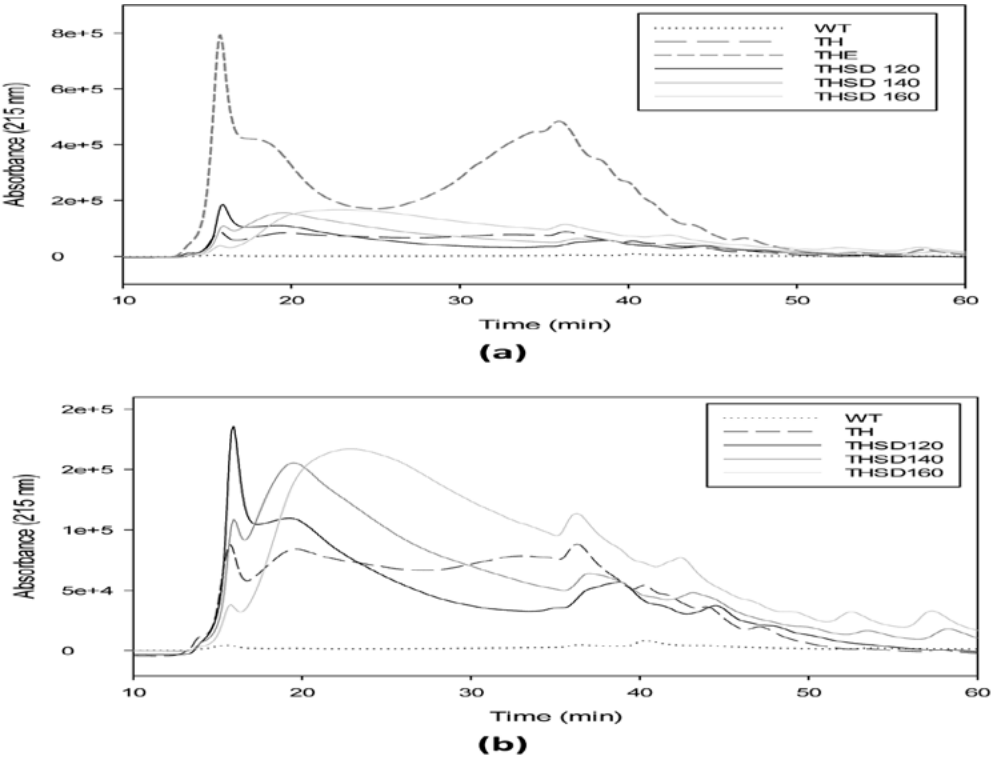 8e+5
6e+5
4e+5
2e+5
0
Absorbance (215 nm)
WT
TH
THE
THSD 120
THSD 140
THSD 160
10 20 30 40 50 60
Time (min)
(a)
2e+5
2e+5
1e+5
5e+4
0
Absorbance (215 nm)
WT
TH
THSD120
THSD140
THSD160
10 20 30 40 50 60
Time (min)
(b)